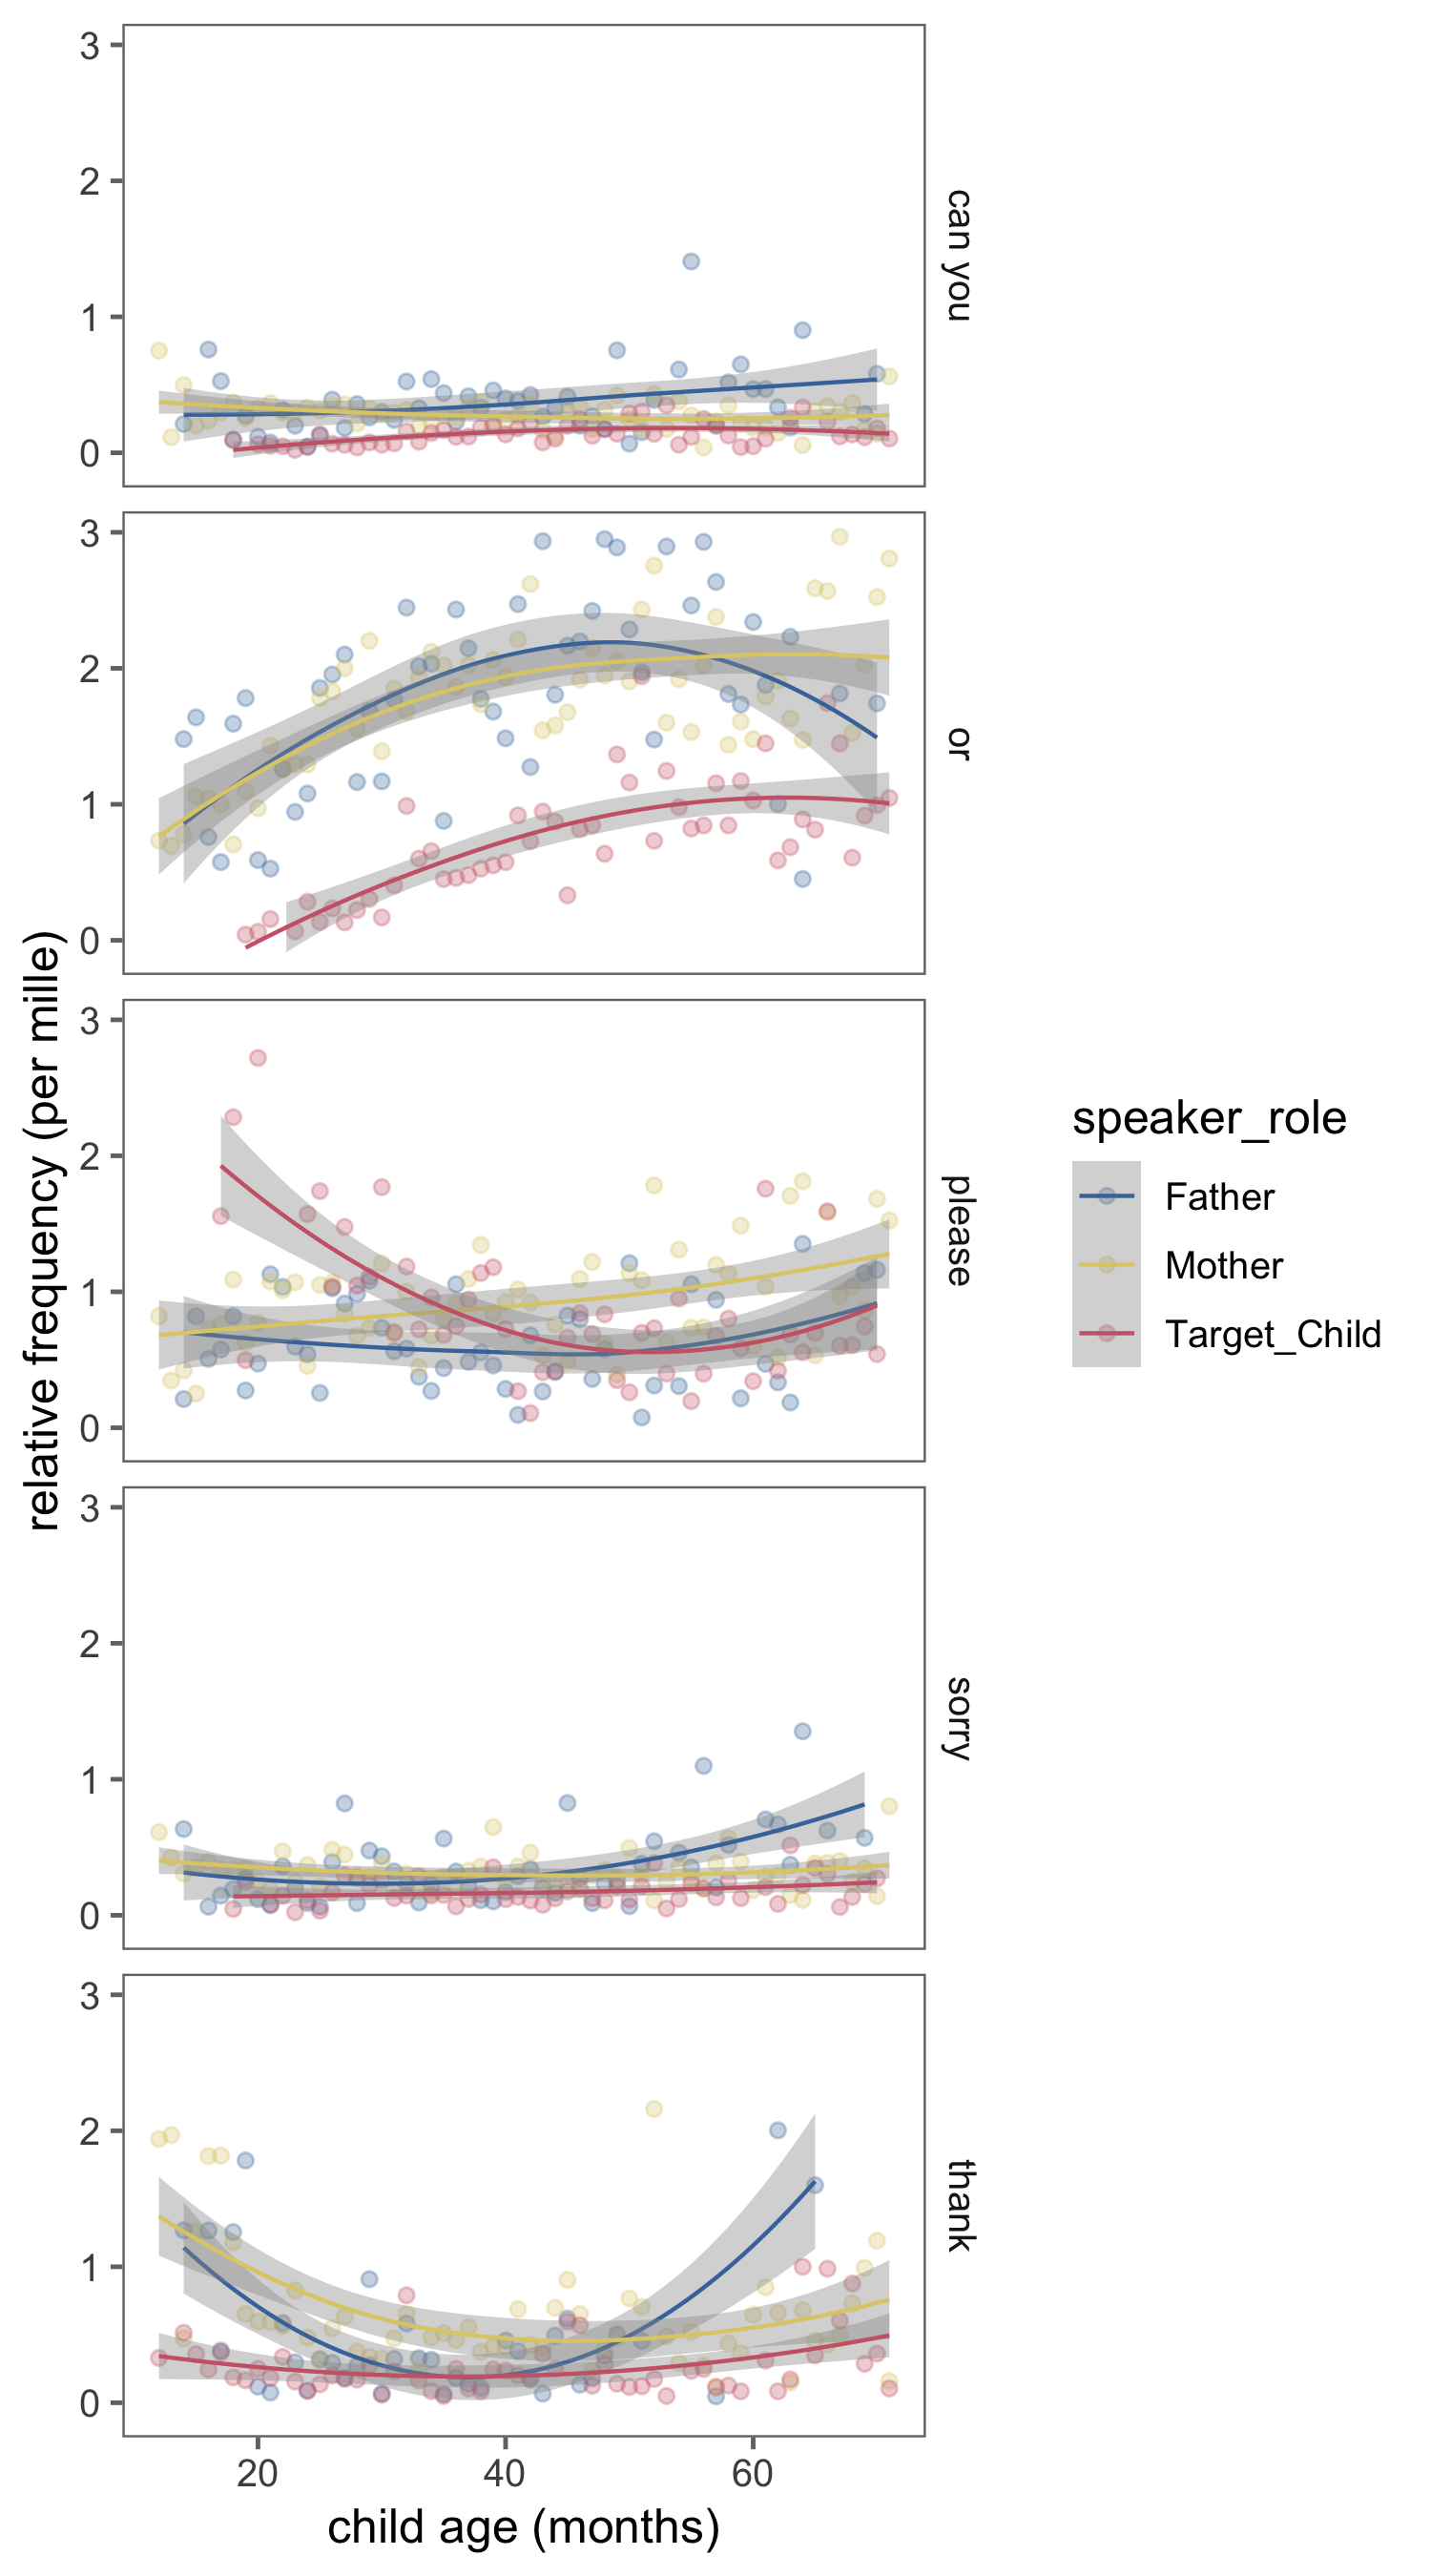 3
2
1
0
can you
3
2
1
0
or
3
2
1
0
please
3
2
1
0
sorry
3
2
1
0
thank
20 40 60
child age (months)
relative frequency (per mille)
speaker_role
Father
Mother
Target_Child